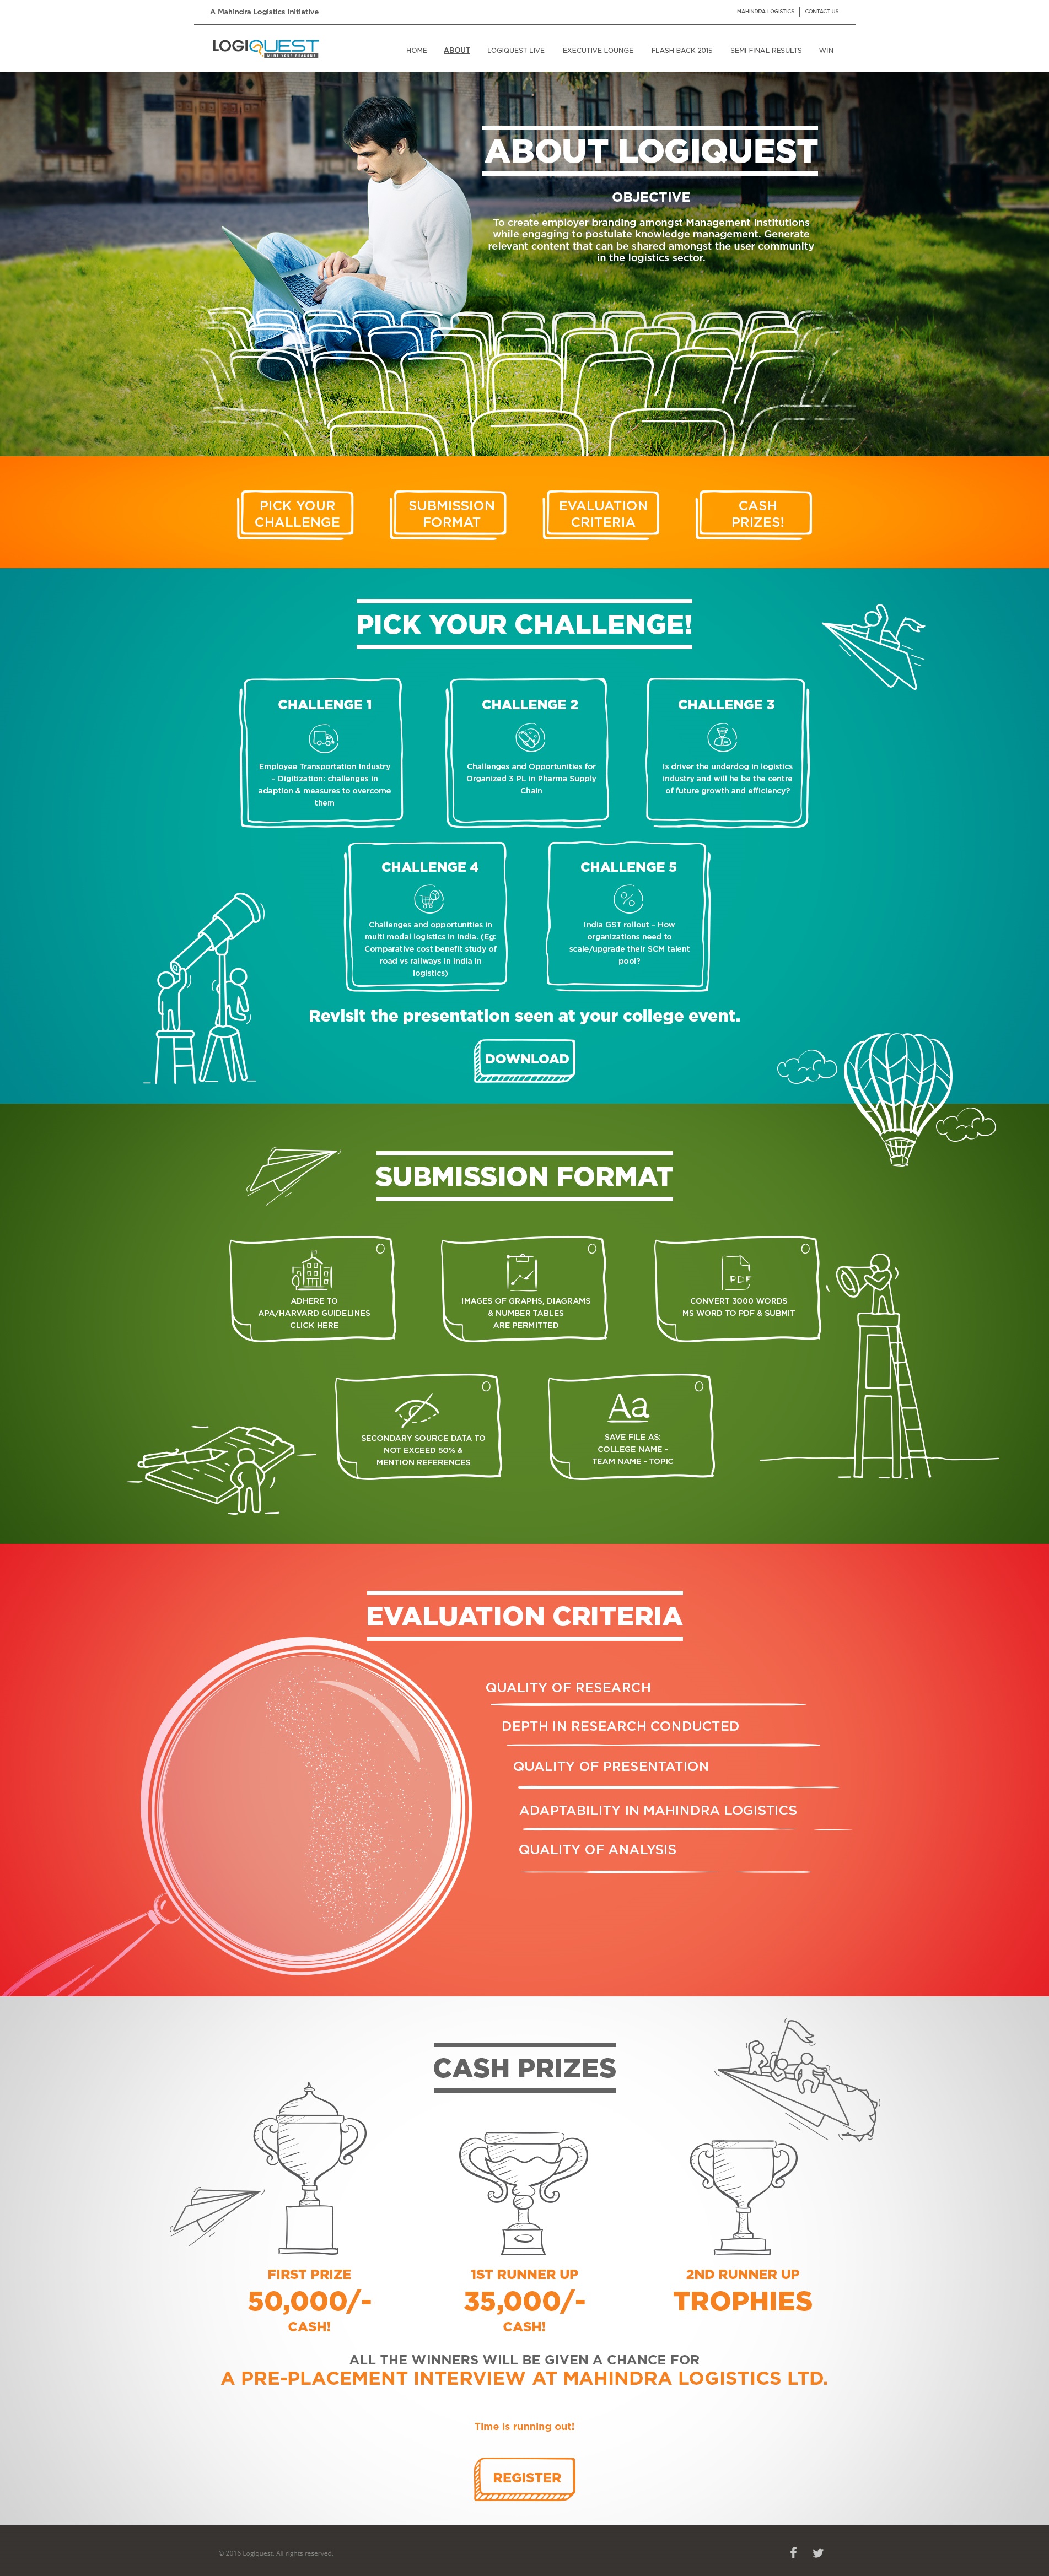 A Mahindra Logistics Initiative
MAHINDRA LOGISTICS
CONTACT US
LOGIQUEST
MINE YOUR REASONS
HOME
ABOUT
LOGIQUEST LIVE
EXECUTIVE LOUNGE
FLASH BACK 2015
SEMI FINAL RESULTS
WIN
ABOUT LOGIQUEST
OBJECTIVE
To create employer branding amongst Management Institutions
while engaging to postulate knowledge management. Generate
relevant content that can be shared amongst the user community
in the logistics sector.
PICK YOUR
CHALLENGE
SUBMISSION
FORMAT
EVALUATION
CRITERIA
CASH
PRIZES!
PICK YOUR CHALLENGE!
CHALLENGE 1
Employee Transportation Industry
~ Digitization: challenges in
adaption & measures to overcome
them
CHALLENGE 2
Challenges and Opportunities for
Organized 3 PL in Pharma Supply
Chain
CHALLENGE 3
Is driver the underdog in logistics
industry and will he be the centre
of future growth and efficiency?
CHALLENGE 4
Challenges and opportunities in
multi modal logistics in India. (Eg:
Comparative cost benefit study of
road vs railways in India in
logistics)
CHALLENGE 5
India GST rollout – How
organizations need to
scale/upgrade their SCM talent
pool?
Revisit the presentation seen at your college event.
DOWNLOAD
SUBMISSION FORMAT
ADHERE TO
APA/HARVARD GUIDELINES
CLICK HERE
IMAGES OF GRAPHS, DIAGRAMS
& NUMBER TABLES
ARE PERMITTED
PDF
CONVERT 3000 WORDS
MS WORD TO PDF & SUBMIT
SECONDARY SOURCE DATA TO
NOT EXCEED 50% &
MENTION REFERENCES
Aa
SAVE FILE AS:
COLLEGE NAME -
TEAM NAME - TOPIC
EVALUATION CRITERIA
QUALITY OF RESEARCH
DEPTH IN RESEARCH CONDUCTED
QUALITY OF PRESENTATION
ADAPTABILITY IN MAHINDRA LOGISTICS
QUALITY OF ANALYSIS
CASH PRIZES
FIRST PRIZE
50,000/-
CASH!
1ST RUNNER UP
35,000/-
CASH!
2ND RUNNER UP
TROPHIES
ALL THE WINNERS WILL BE GIVEN A CHANCE FOR
A PRE-PLACEMENT INTERVIEW AT MAHINDRA LOGISTICS LTD.
Time is running out!
REGISTER
© 2016 Logiquest. All rights reserved.